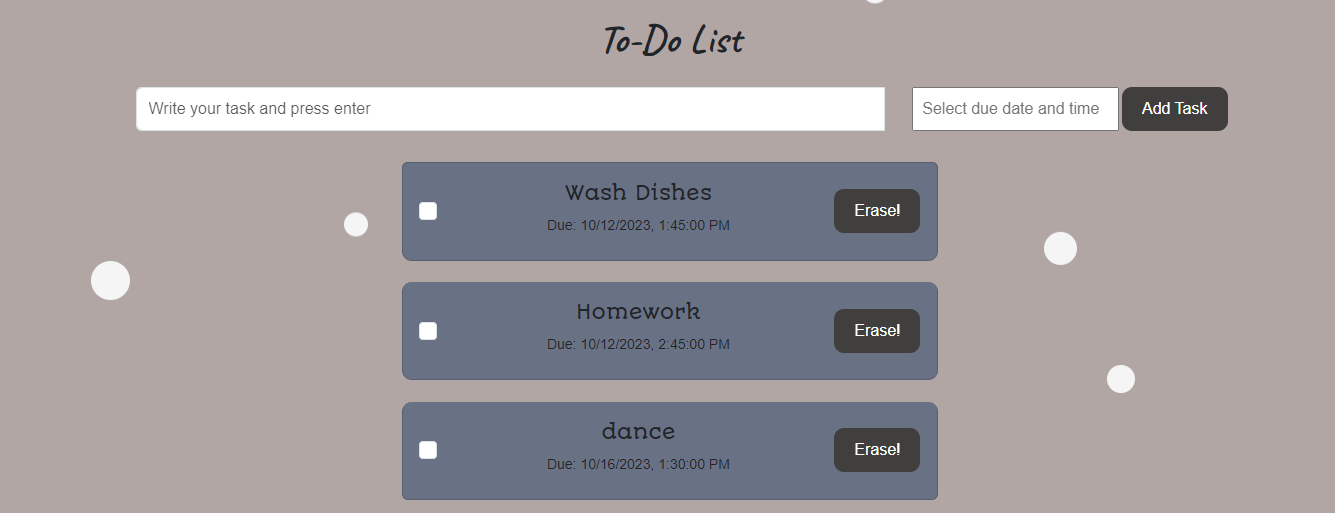 To-Do List
Write your task and press enter
Select due date and time
Add Task
Wash Dishes
Due: 10/12/2023, 1:45:00 PM
Erase!
Homework
Due: 10/12/2023, 2:45:00 PM
Erase!
dance
Due: 10/16/2023, 1:30:00 PM
Erase!